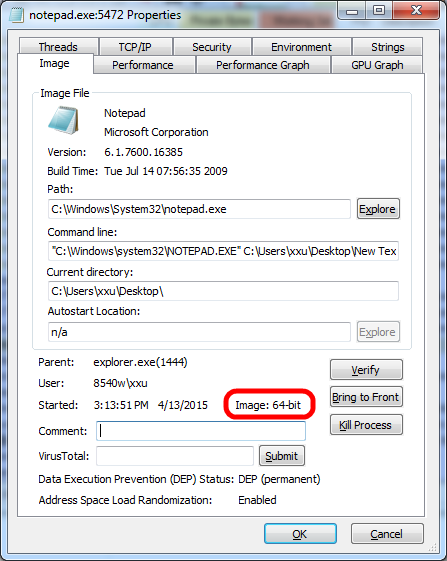 notepad.exe:5472 Properties
Threads TCP/IP Security Environment Strings
Image Performance Performance Graph GPU Graph
Image File
Notepad
Microsoft Corporation
Version: 6.1.7600.16385
Build Time: Tue Jul 14 07:56:35 2009
Path:
C:\Windows\System32\notepad.exe Explore
Command line:
"C:\Windows\system32\NOTEPAD.EXE" C:\Users\xxu\Desktop\New Tex
Current directory:
C:\Users\xxu\Desktop\
Autostart Location:
n/a Explore
Parent: explorer.exe(1444) Verify
User: 8540w\xxu
Bring to Front
Started: 3:13:51 PM 4/13/2015 Image: 64-bit
Comment: Kill Process
VirusTotal: Submit
Data Execution Prevention (DEP) Status: DEP (permanent)
Address Space Load Randomization: Enabled
OK Cancel